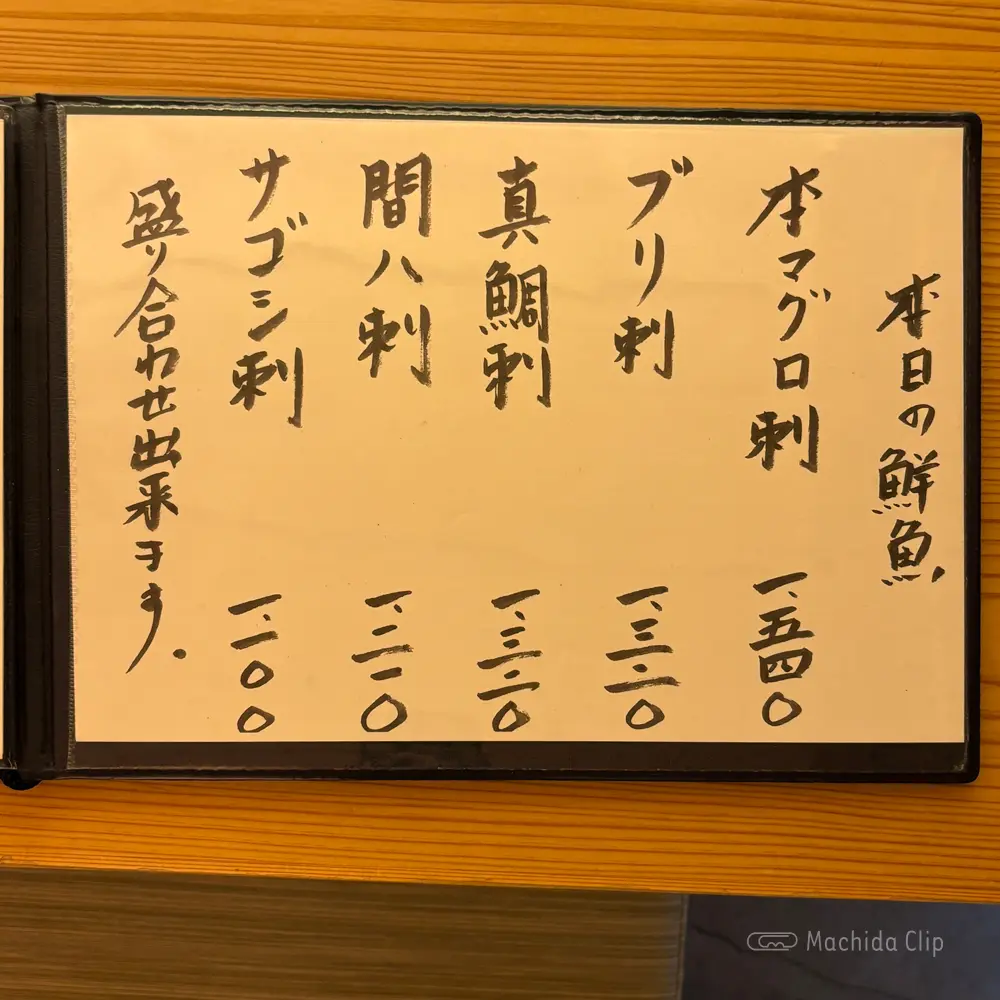 本日の鮮魚
本マグロ刺 一、五四〇
ブリ刺 一、三二〇
真鯛刺 一、三二〇
間八刺 一、二一〇
サゴシ刺 一、一〇〇
盛り合わせ出来ます。
Machida Clip